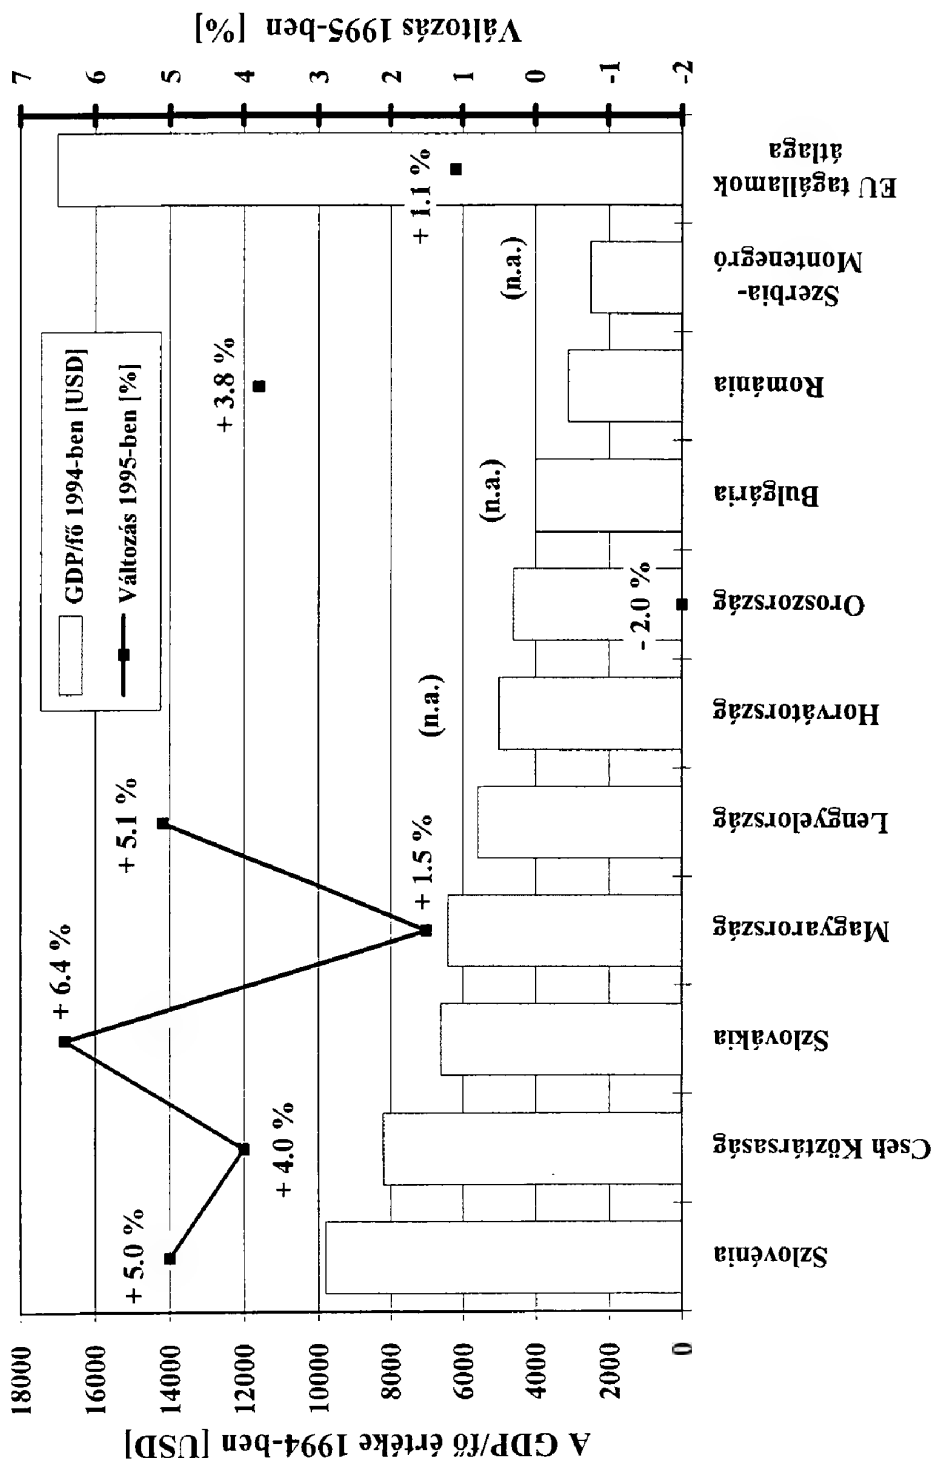 GDP/fő 1994-ben [USD]
Változás 1995-ben [%]
A GDP/fő értéke 1994-ben [USD]
18000
16000
14000
12000
10000
8000
6000
4000
2000
0
+ 5.0 %
+ 4.0 %
+ 6.4 %
+ 1.5 %
+ 5.1 %
(n.a.)
- 2.0 %
(n.a.)
+ 3.8 %
(n.a.)
+ 1.1 %
Szlovénia
Cseh Köztársaság
Szlovákia
Magyarország
Lengyelország
Horvátország
Oroszország
Bulgária
Románia
Szerbia-
Montenegró
EU tagállamok
átlaga
7
6
5
4
3
2
1
0
-1
-2
Változás 1995-ben [%]